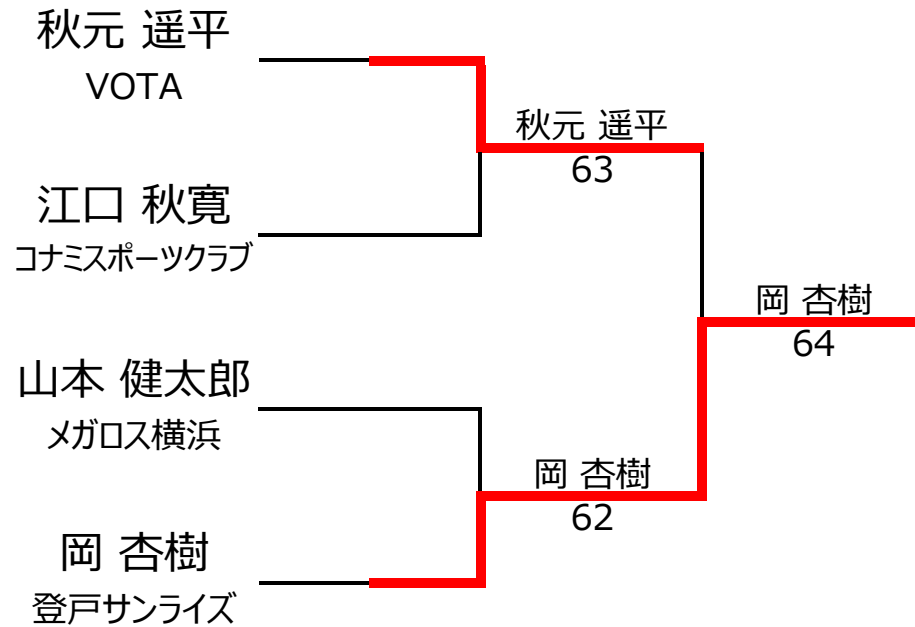 秋元 遥平
VOTA
江口 秋寛
コナミスポーツクラブ
山本 健太郎
メガロス横浜
岡 杏樹
登戸サンライズ
秋元 遥平
63
岡 杏樹
62
岡 杏樹
64